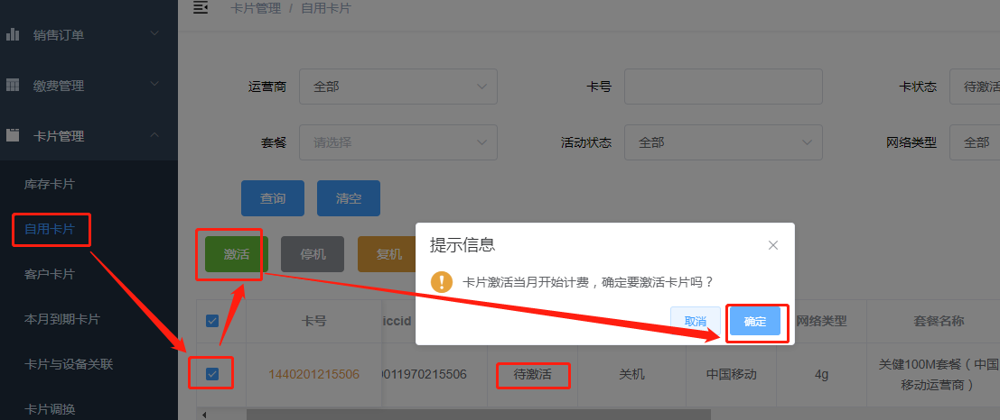 卡片管理 / 自用卡片
销售订单
缴费管理
卡片管理
库存卡片
自用卡片
客户卡片
本月到期卡片
卡片与设备关联
卡片调换
运营商 全部 卡号 卡状态 待激活
套餐 请选择 活动状态 全部 网络类型 全部
查询 清空
激活 停机 复机
提示信息
卡片激活当月开始计费，确定要激活卡片吗？
取消 确定
卡号 iccid 网络类型 套餐名称
1440201215506 0011970215506 待激活 关机 中国移动 4g 关键100M套餐（中国
移动运营商）